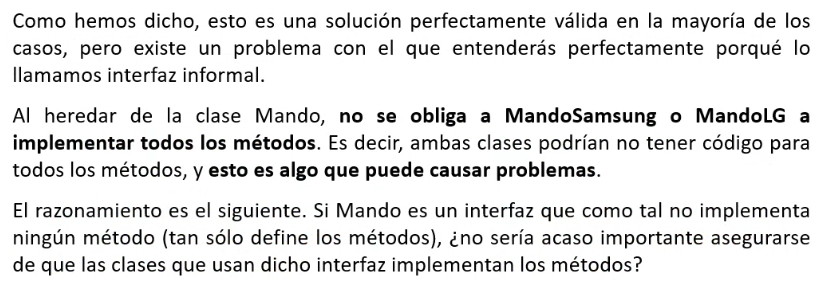 Como hemos dicho, esto es una solución perfectamente válida en la mayoría de los
casos, pero existe un problema con el que entenderás perfectamente porqué lo
llamamos interfaz informal.
Al heredar de la clase Mando, no se obliga a MandoSamsung o MandoLG a
implementar todos los métodos. Es decir, ambas clases podrían no tener código para
todos los métodos, y esto es algo que puede causar problemas.
El razonamiento es el siguiente. Si Mando es un interfaz que como tal no implementa
ningún método (tan sólo define los métodos), ¿no sería acaso importante asegurarse
de que las clases que usan dicho interfaz implementan los métodos?